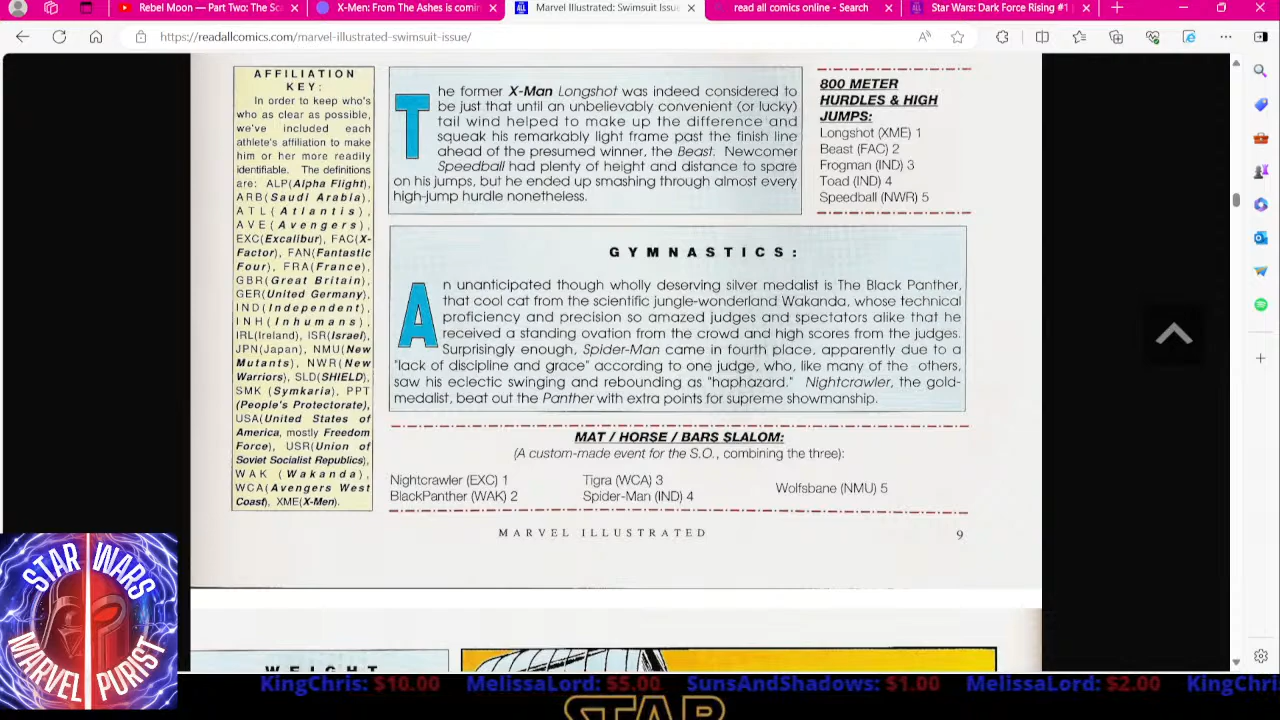 Rebel Moon — Part Two: The Sc
X-Men: From The Ashes is comin
Marvel Illustrated: Swimsuit Issu
read all comics online - Search
Star Wars: Dark Force Rising #1
https://readallcomics.com/marvel-illustrated-swimsuit-issue/
AFFILIATION
KEY:
In order to keep who's
who as clear as possible,
we've included each
athlete's affiliation to make
him or her more readily
identifiable. The definitions
are: ALP(Alpha Flight),
ARB(Saudi Arabia),
ATL(Atlantis),
AVE(Avengers),
EXC(Excalibur), FAC(X-
Factor), FAN(Fantastic
Four), FRA(France),
GBR(Great Britain),
GER(United Germany),
IND(Independent),
INH(Inhumans),
IRL(Ireland), ISR(Israel),
JPN(Japan), NMU(New
Mutants), NWR(New
Warriors), SLD(SHIELD),
SMK (Symkaria), PPT
(People's Protectorate),
USA(United States of
America, mostly Freedom
Force), USR(Union of
Soviet Socialist Republics),
WAK (Wakanda),
WCA(Avengers West
Coast), XME(X-Men).
The former X-Man Longshot was indeed considered to
be just that until an unbelievably convenient (or lucky)
tail wind helped to make up the difference and
squeak his remarkably light frame past the finish line
ahead of the presumed winner, the Beast. Newcomer
Speedball had plenty of height and distance to spare
on his jumps, but he ended up smashing through almost every
high-jump hurdle nonetheless.
800 METER
HURDLES & HIGH
JUMPS:
Longshot (XME) 1
Beast (FAC) 2
Frogman (IND) 3
Toad (IND) 4
Speedball (NWR) 5
GYMNASTICS:
An unanticipated though wholly deserving silver medalist is The Black Panther,
that cool cat from the scientific jungle-wonderland Wakanda, whose technical
proficiency and precision so amazed judges and spectators alike that he
received a standing ovation from the crowd and high scores from the judges.
Surprisingly enough, Spider-Man came in fourth place, apparently due to a
"lack of discipline and grace" according to one judge, who, like many of the others,
saw his eclectic swinging and rebounding as "haphazard." Nightcrawler, the gold-
medalist, beat out the Panther with extra points for supreme showmanship.
MAT / HORSE / BARS SLALOM:
(A custom-made event for the S.O., combining the three):
Nightcrawler (EXC) 1
BlackPanther (WAK) 2
Tigra (WCA) 3
Spider-Man (IND) 4
Wolfsbane (NMU) 5
MARVEL ILLUSTRATED
9
WEIGHT
STAR WARS
MARVEL PURIST
KingChris: $10.00 MelissaLord: $5.00 SunsAndShadows: $1.00 MelissaLord: $2.00 KingChri
STAR